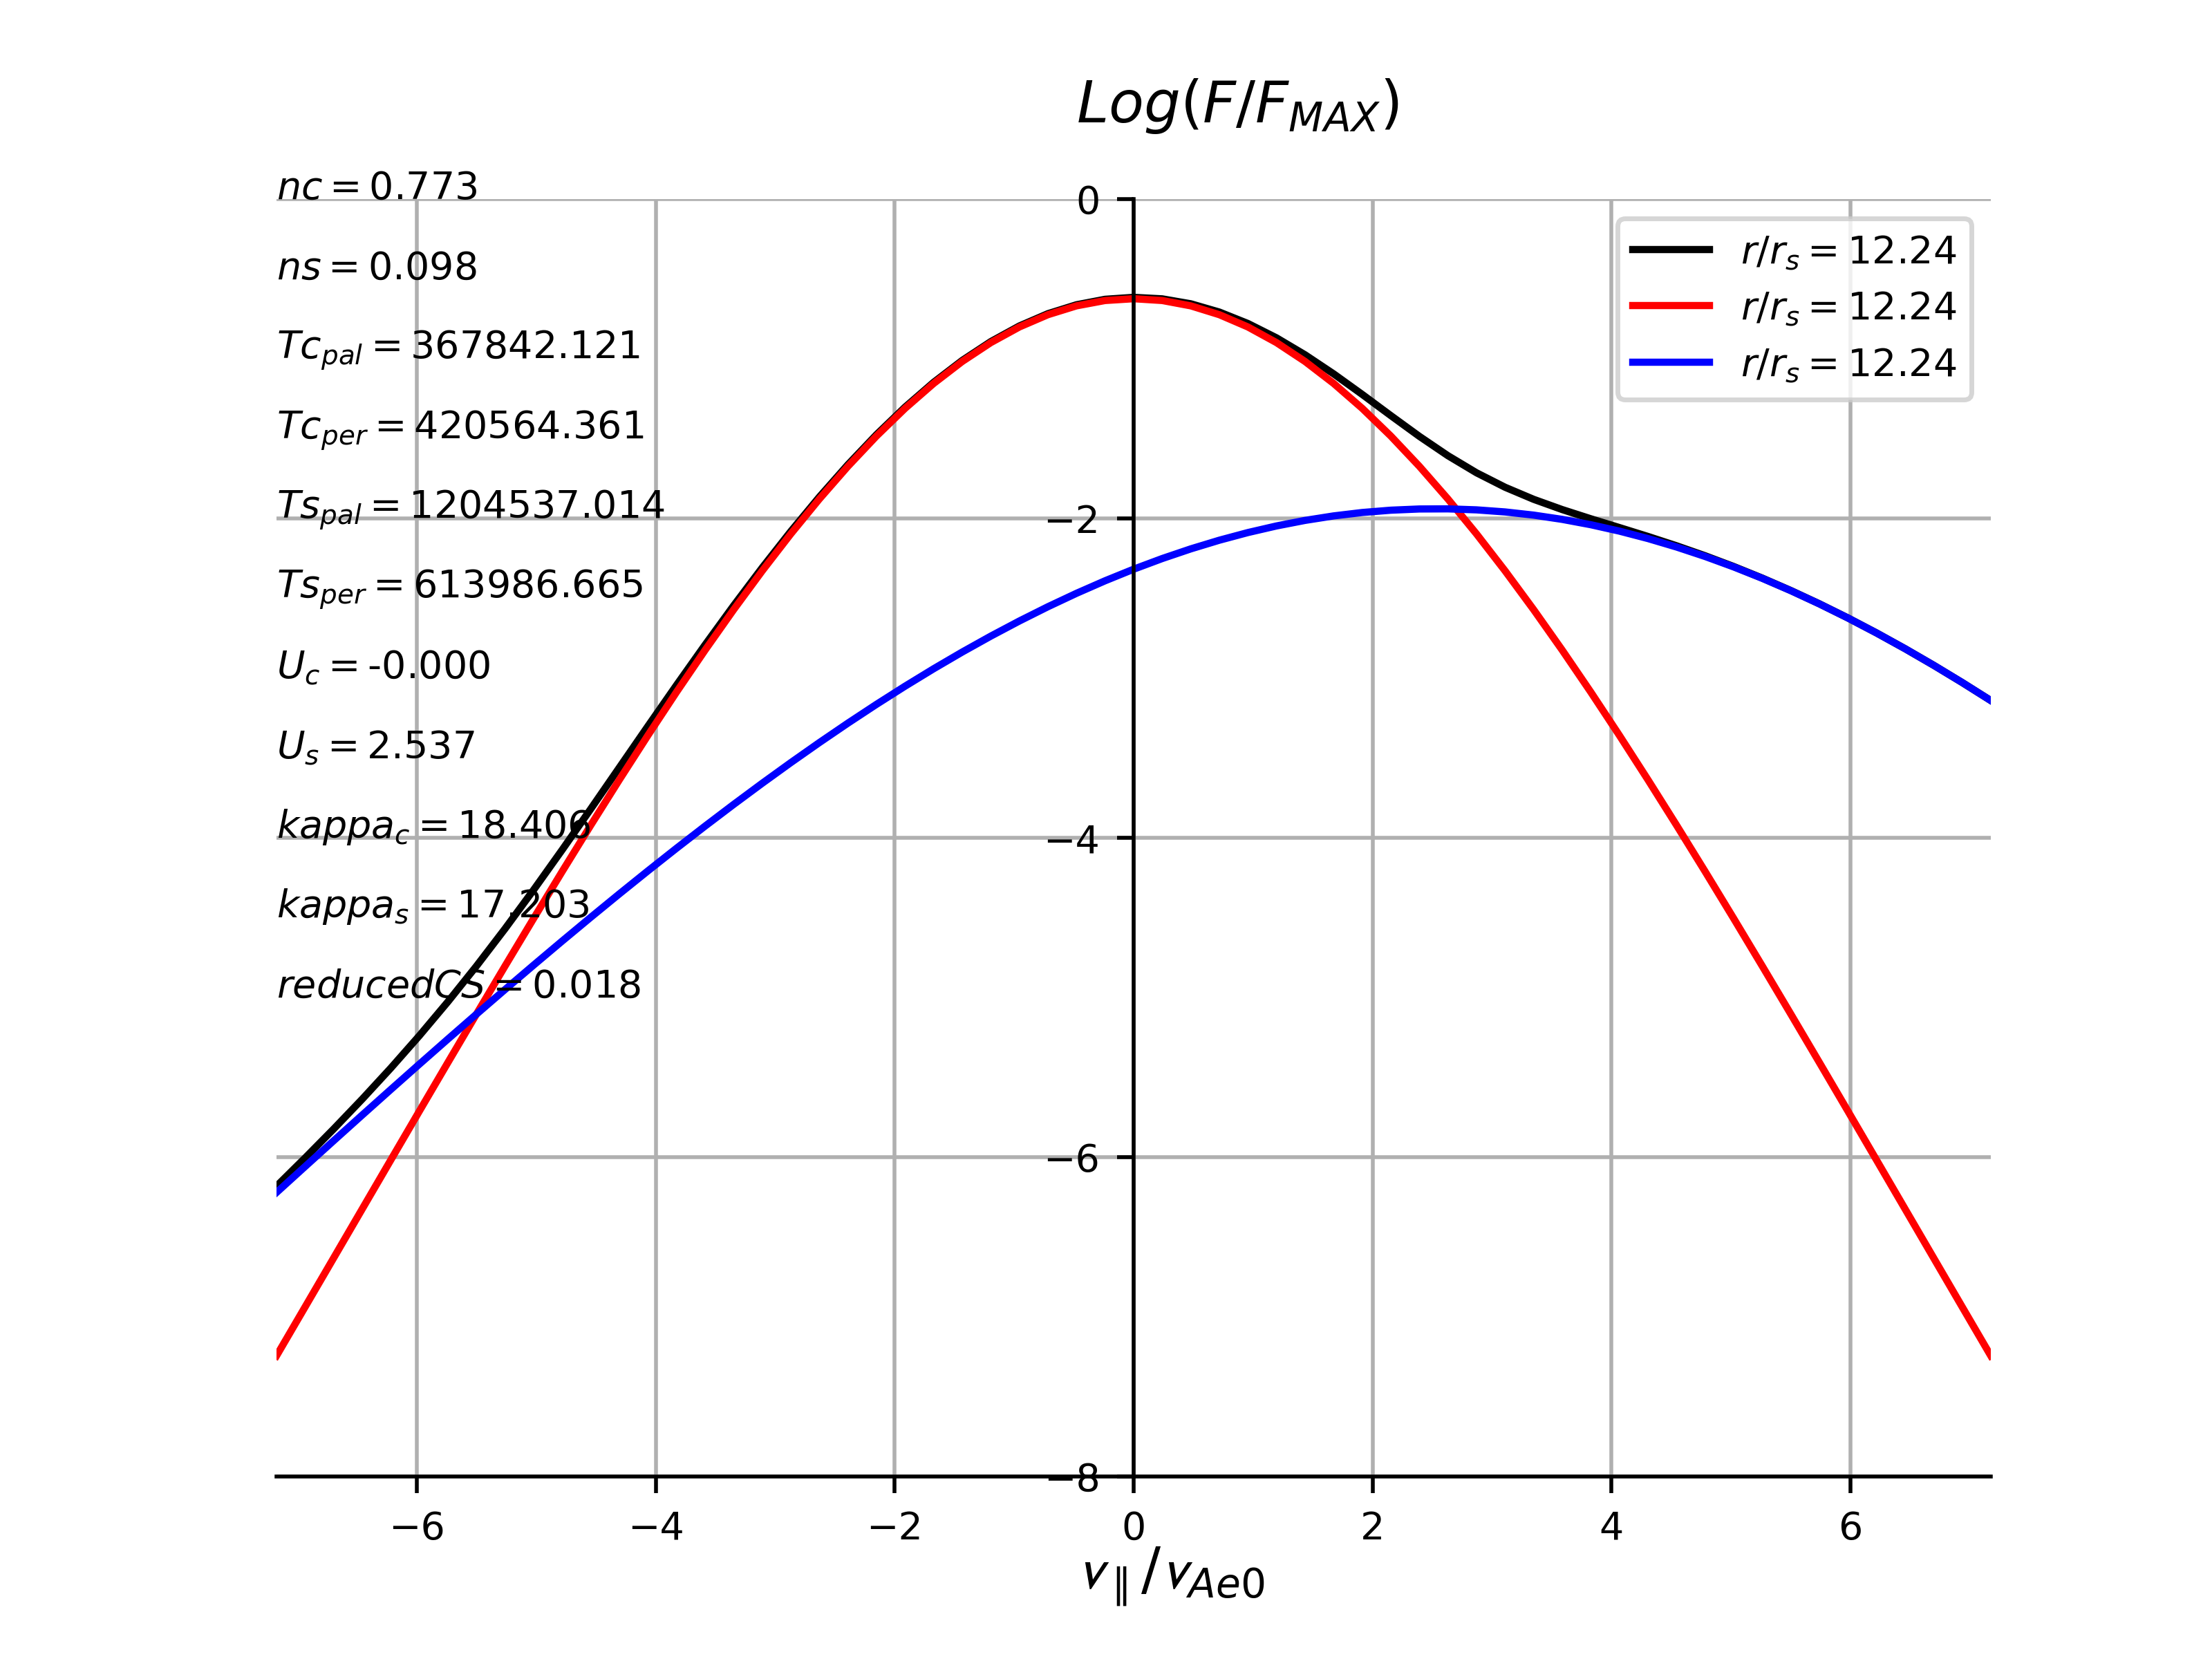 Log(F/F_MAX)
nc = 0.773
ns = 0.098
Tc_pal = 367842.121
Tc_per = 420564.361
Ts_pal = 1204537.014
Ts_per = 613986.665
U_c = -0.000
U_s = 2.537
kappa_c = 18.406
kappa_s = 17.203
reducedCS = 0.018
0
−2
−4
−6
−8
r/r_s = 12.24
r/r_s = 12.24
r/r_s = 12.24
−6 −4 −2 0 2 4 6
v_∥/v_Ae0